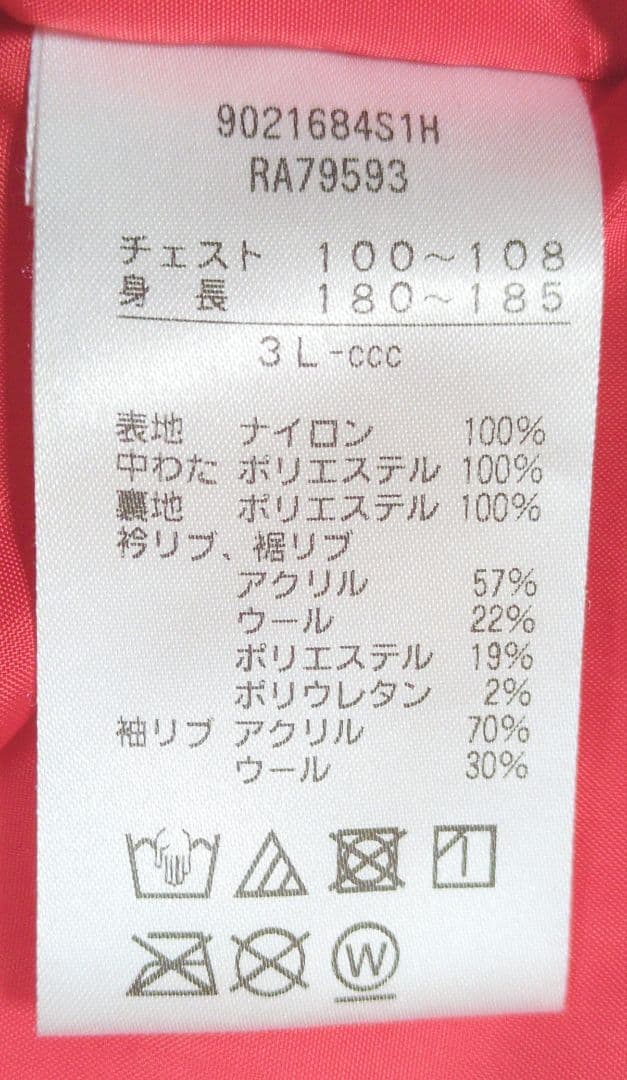 9021684S1H
RA79593
チェスト 100～108
身長 180～185
3L-ccc
表地 ナイロン 100%
中わた ポリエステル 100%
裏地 ポリエステル 100%
衿リブ、裾リブ
アクリル 57%
ウール 22%
ポリエステル 19%
ポリウレタン 2%
袖リブ アクリル 70%
ウール 30%
W